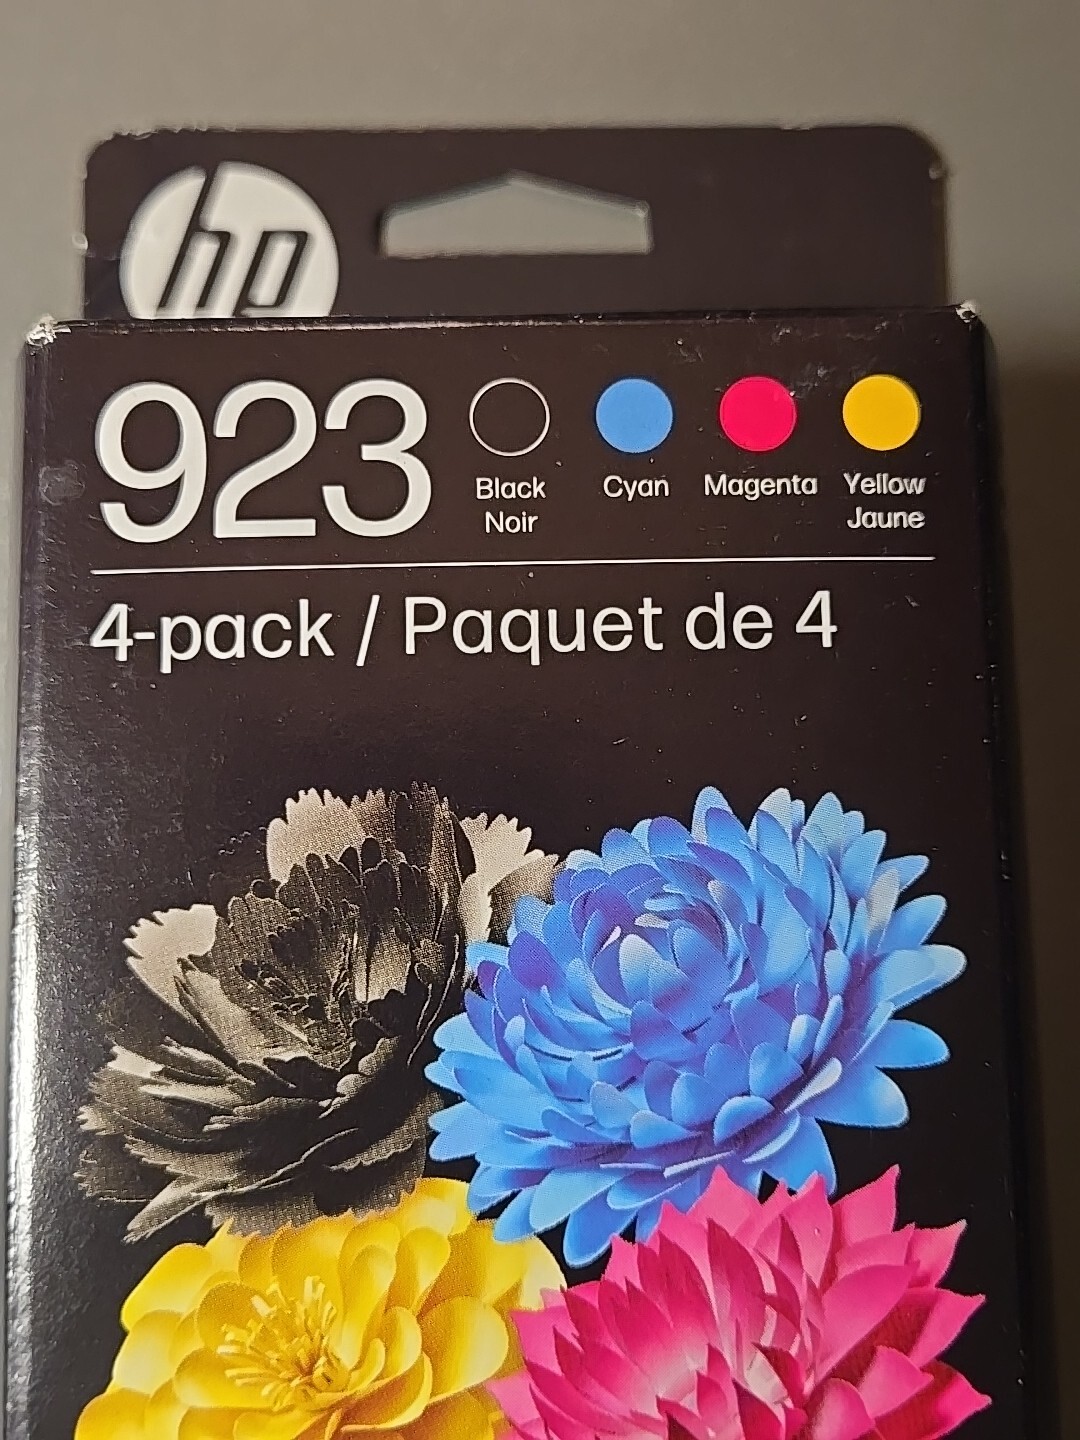 hp
923
Black
Noir
Cyan
Magenta
Yellow
Jaune
4-pack / Paquet de 4